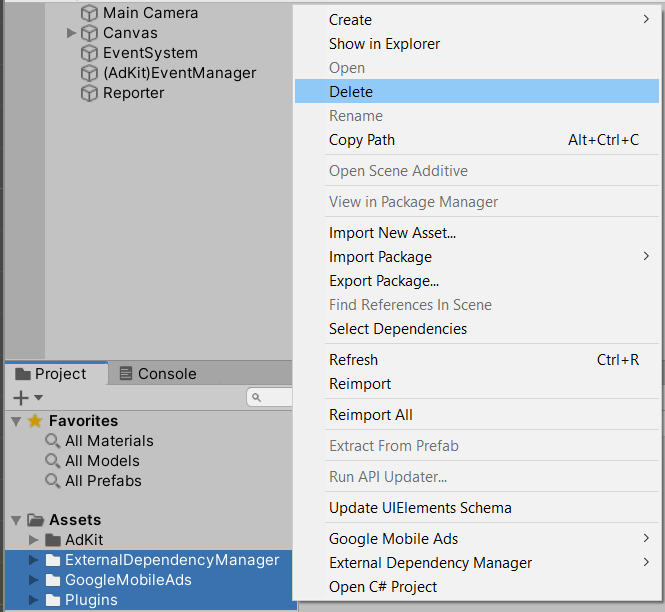 Main Camera
Canvas
EventSystem
(AdKit)EventManager
Reporter
Create
Show in Explorer
Open
Delete
Rename
Copy Path Alt+Ctrl+C
Open Scene Additive
View in Package Manager
Import New Asset...
Import Package
Export Package...
Find References In Scene
Select Dependencies
Refresh Ctrl+R
Reimport
Reimport All
Extract From Prefab
Run API Updater...
Update UIElements Schema
Google Mobile Ads
External Dependency Manager
Open C# Project
Project Console
Favorites
All Materials
All Models
All Prefabs
Assets
AdKit
ExternalDependencyManager
GoogleMobileAds
Plugins